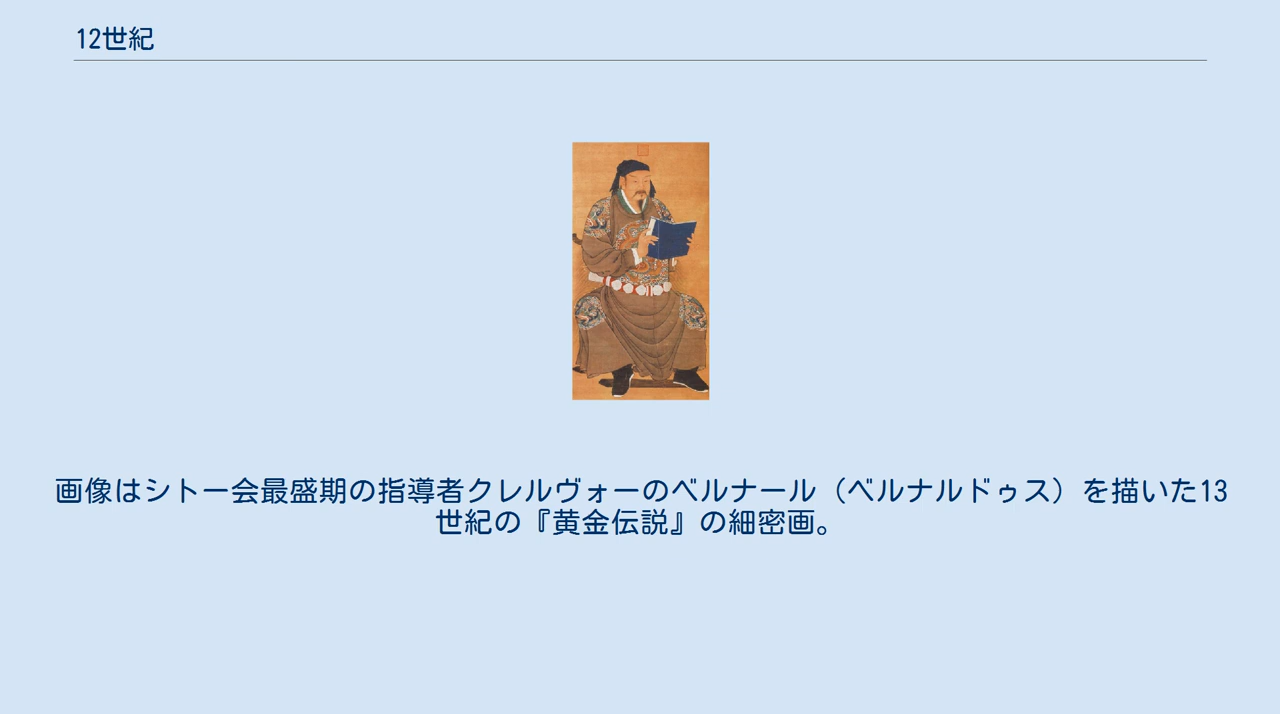 12世紀
画像はシトー会最盛期の指導者クレルヴォーのベルナール（ベルナルドゥス）を描いた13
世紀の『黄金伝説』の細密画。